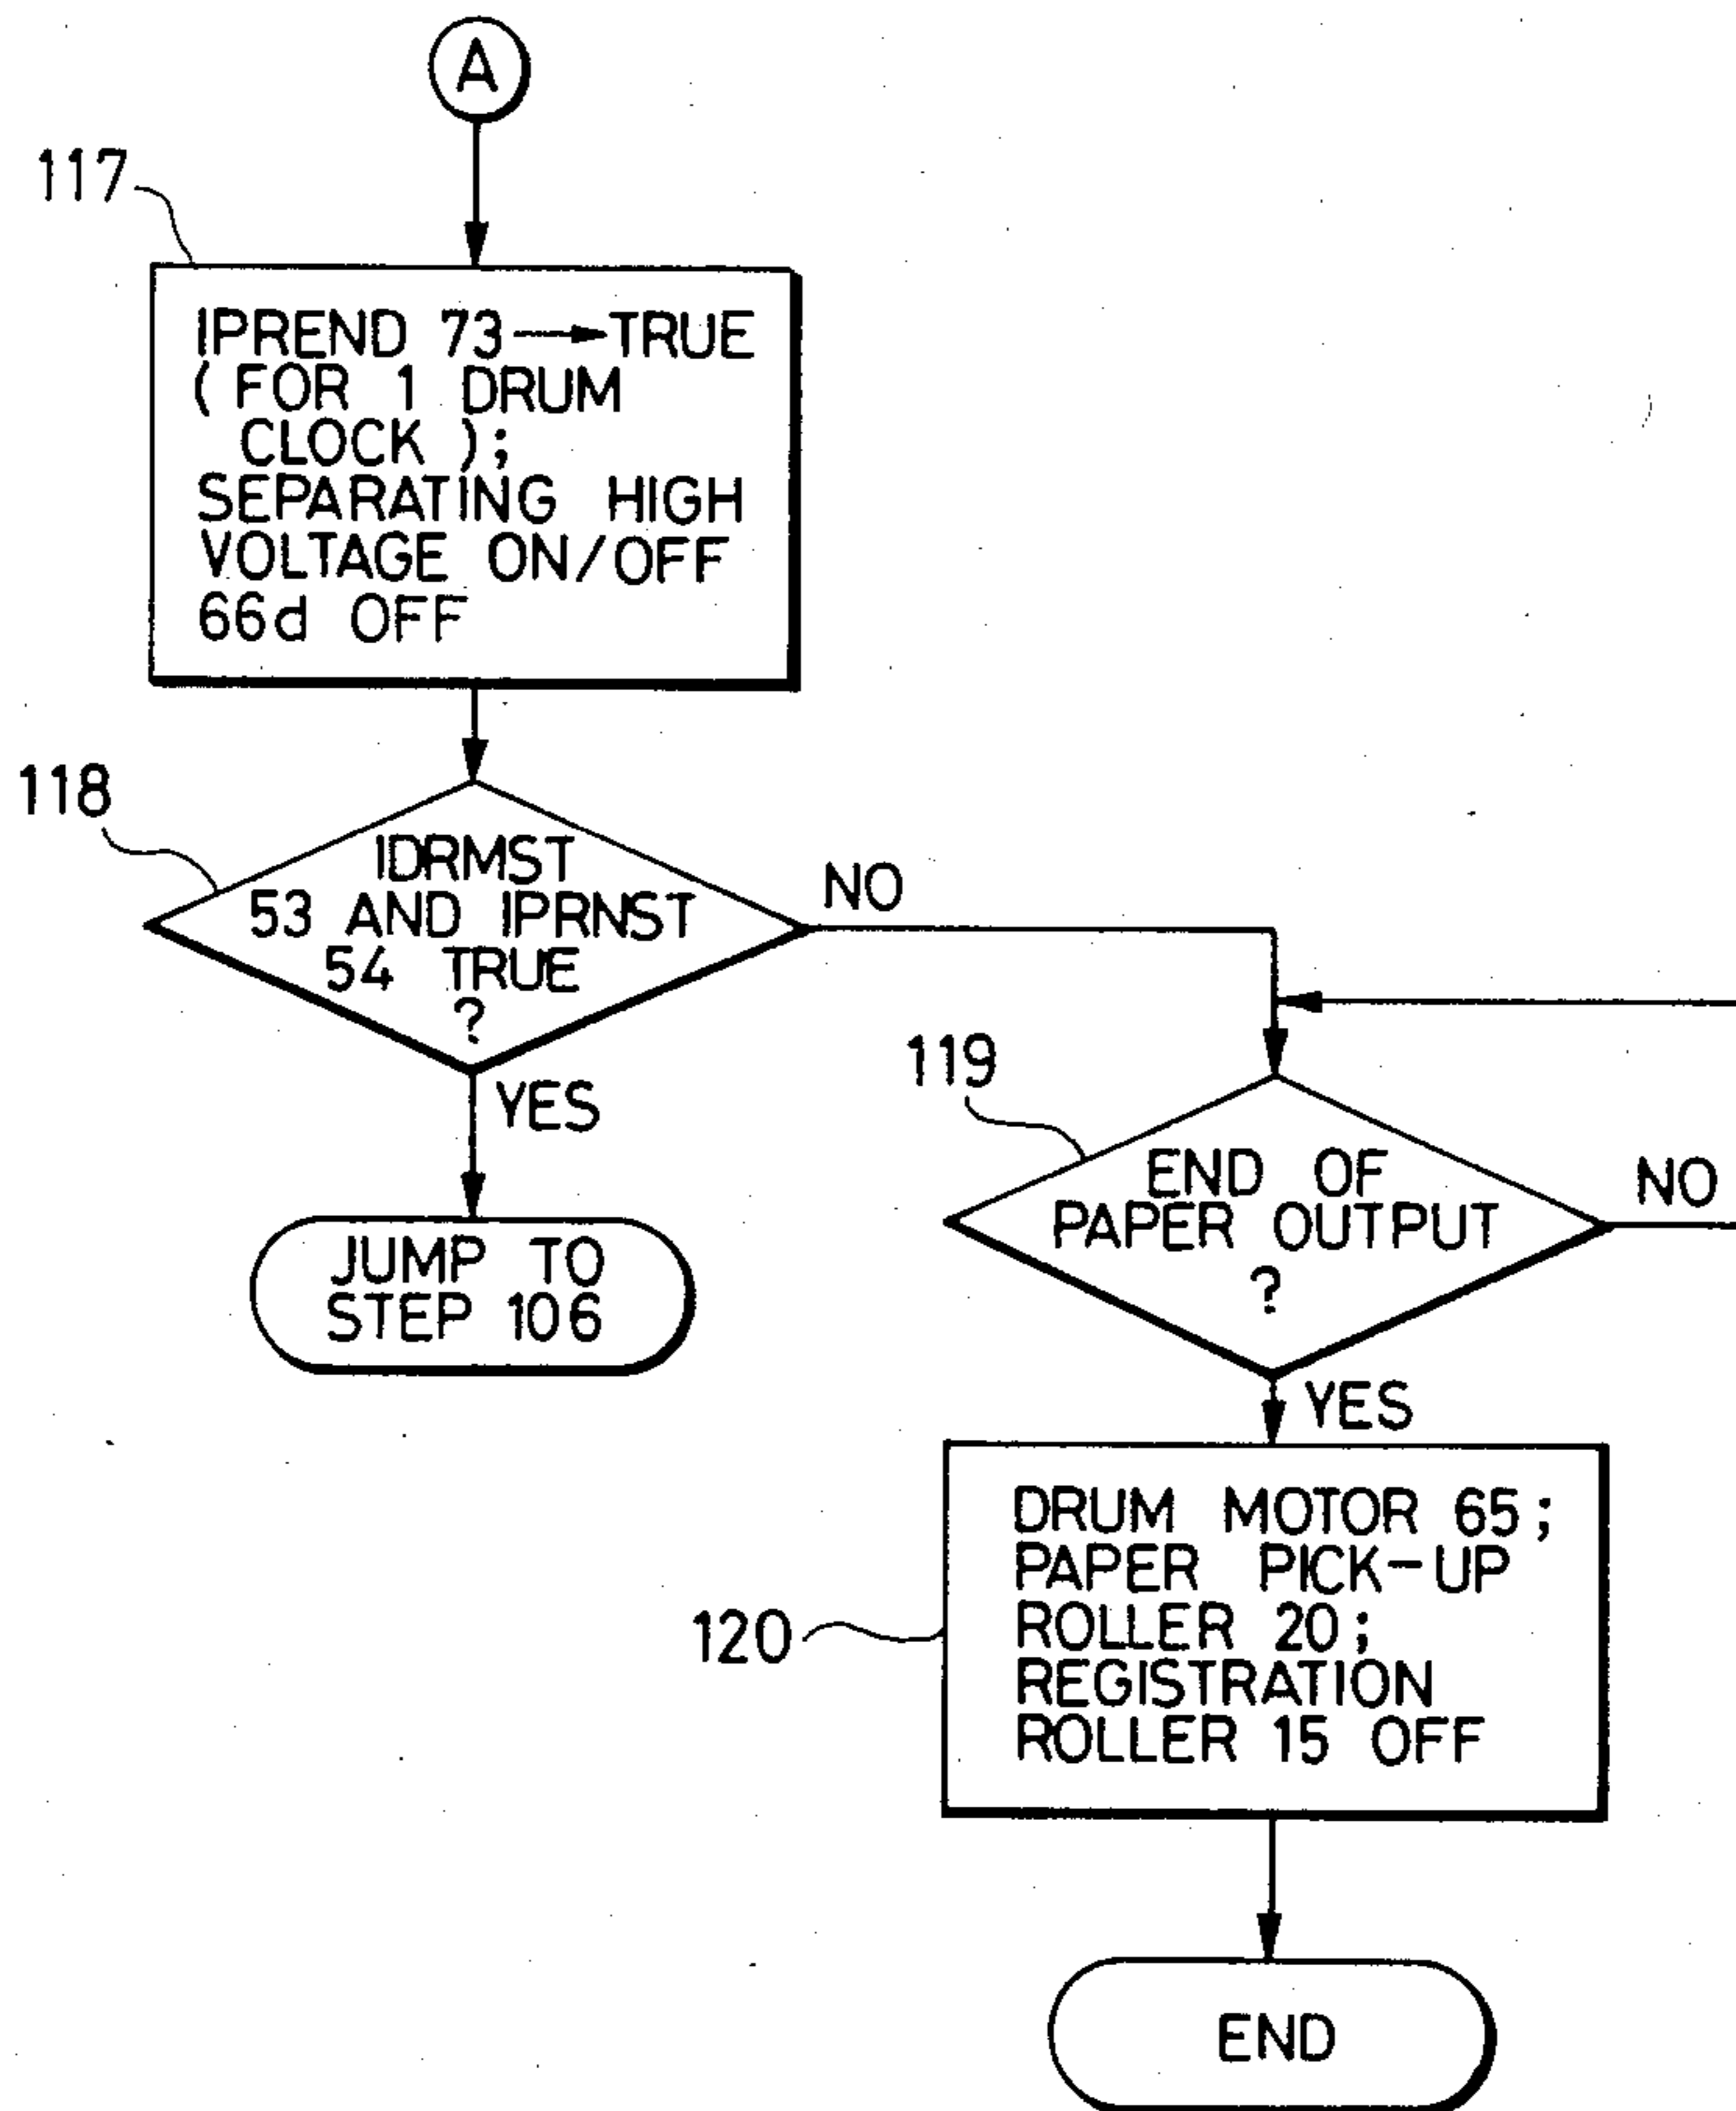 A
117
IPREND 73→TRUE
( FOR 1 DRUM
CLOCK );
SEPARATING HIGH
VOLTAGE ON/OFF
66d OFF
118
IDRMST
53 AND IPRNST
54 TRUE
?
NO
YES
JUMP TO
STEP 106
119
END OF
PAPER OUTPUT
?
NO
YES
120
DRUM MOTOR 65;
PAPER PICK-UP
ROLLER 20;
REGISTRATION
ROLLER 15 OFF
END